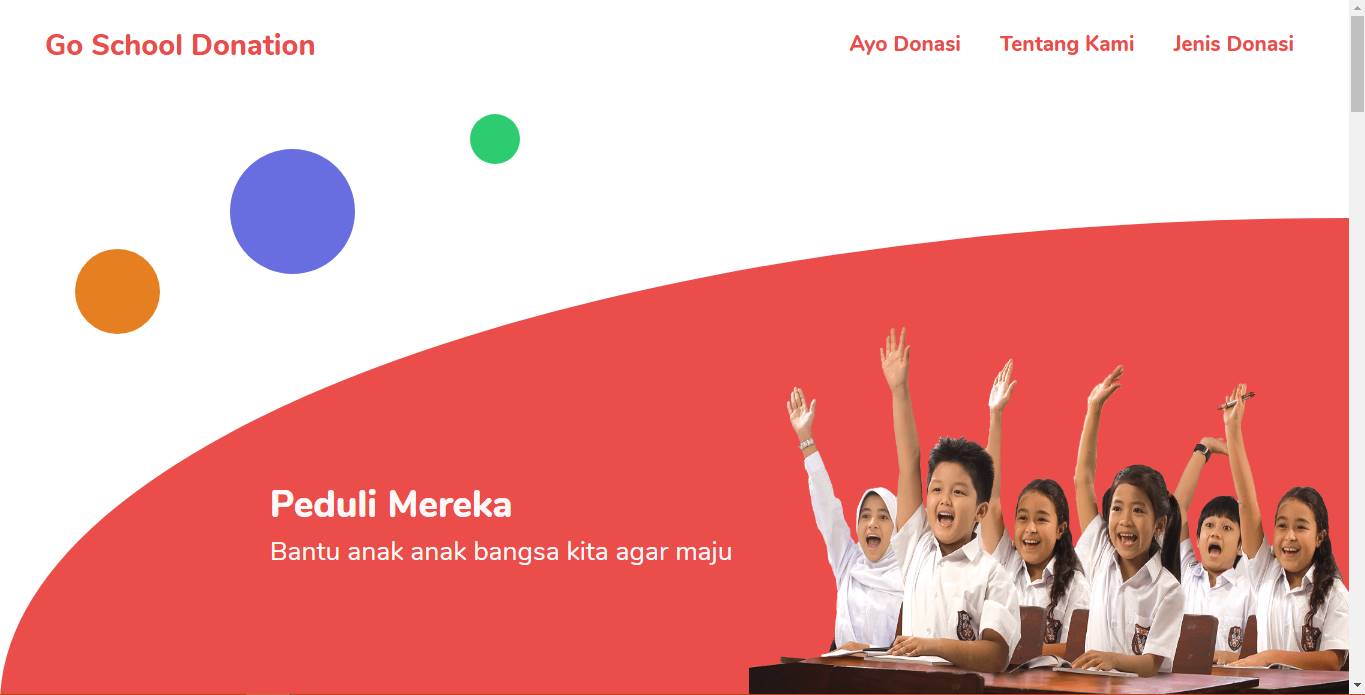 Go School Donation
Ayo Donasi Tentang Kami Jenis Donasi
Peduli Mereka
Bantu anak anak bangsa kita agar maju